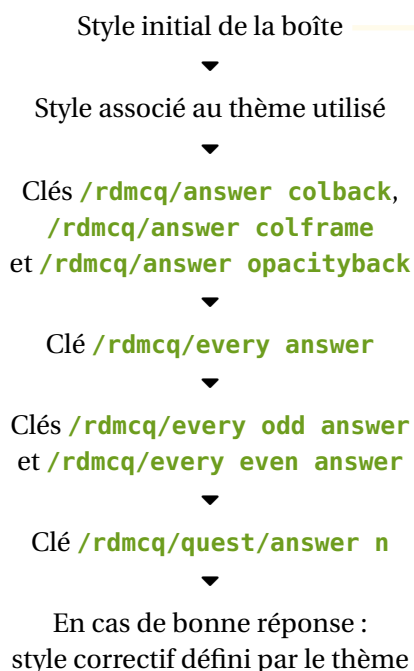 Style initial de la boîte
Style associé au thème utilisé
Clés /rdmcq/answer colback,
/rdmcq/answer colframe
et /rdmcq/answer opacityback
Clé /rdmcq/every answer
Clés /rdmcq/every odd answer
et /rdmcq/every even answer
Clé /rdmcq/quest/answer n
En cas de bonne réponse :
style correctif défini par le thème